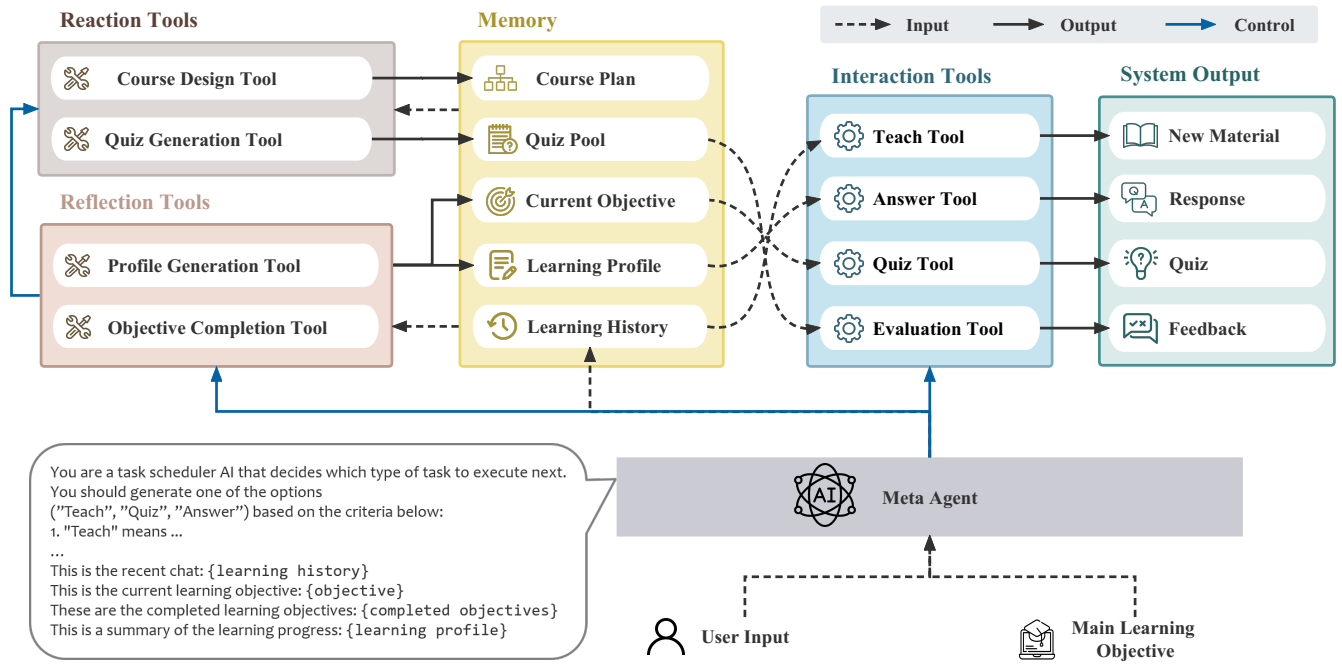 Reaction Tools
Course Design Tool
Quiz Generation Tool
Reflection Tools
Profile Generation Tool
Objective Completion Tool
Memory
Course Plan
Quiz Pool
Current Objective
Learning Profile
Learning History
Input
Output
Control
Interaction Tools
Teach Tool
Answer Tool
Quiz Tool
Evaluation Tool
System Output
New Material
Q
A
Response
Quiz
Feedback
You are a task scheduler AI that decides which type of task to execute next.
You should generate one of the options
(”Teach”, ”Quiz”, ”Answer”) based on the criteria below:
1. "Teach" means ...
...
This is the recent chat: {learning history}
This is the current learning objective: {objective}
These are the completed learning objectives: {completed objectives}
This is a summary of the learning progress: {learning profile}
AI
Meta Agent
User Input
Main Learning
Objective